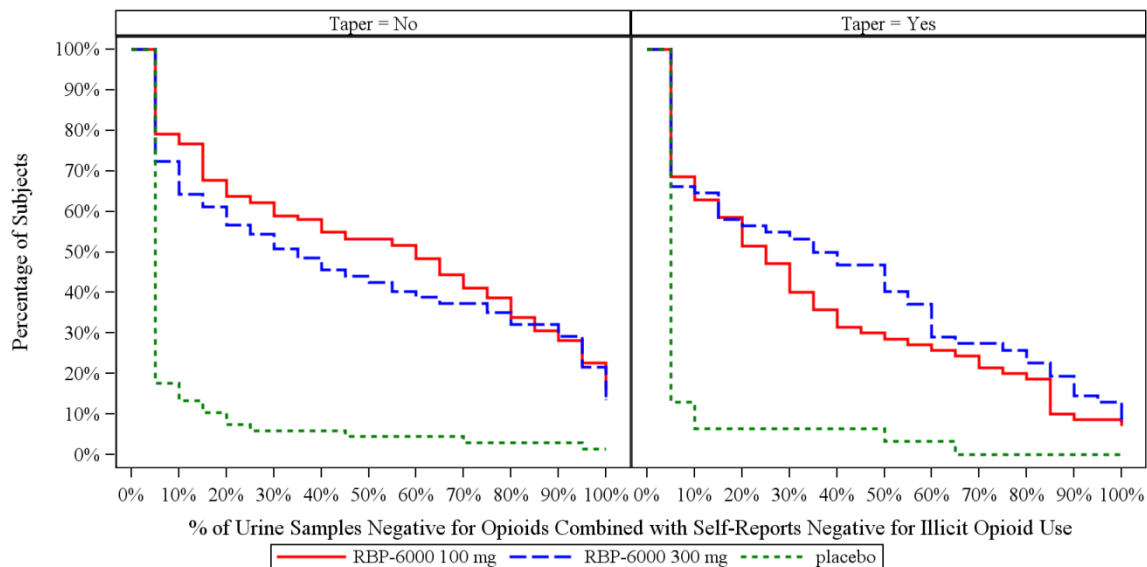 Taper = No
Taper = Yes
Percentage of Subjects
100%
90%
80%
70%
60%
50%
40%
30%
20%
10%
0%
0% 10% 20% 30% 40% 50% 60% 70% 80% 90% 100%
0% 10% 20% 30% 40% 50% 60% 70% 80% 90% 100%
% of Urine Samples Negative for Opioids Combined with Self-Reports Negative for Illicit Opioid Use
RBP-6000 100 mg RBP-6000 300 mg placebo